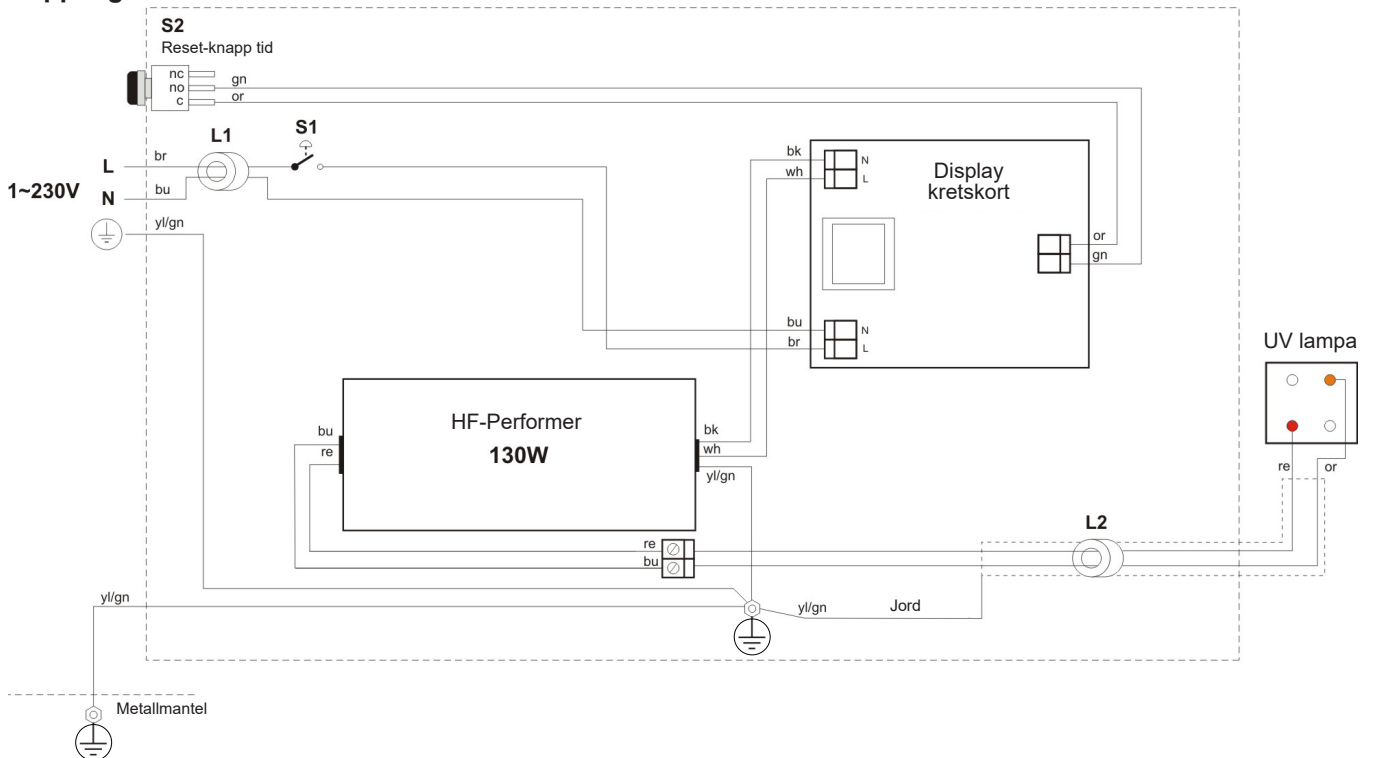 S2
Reset-knapp tid
nc
no
c
gn
or
L1
S1
L
br
1~230V
N
bu
yl/gn
bk
N
wh
L
Display
kretskort
or
gn
bu
N
br
L
UV lampa
HF-Performer
130W
bu
re
bk
wh
yl/gn
re
or
L2
re
bu
yl/gn
yl/gn
Jord
Metallmantel